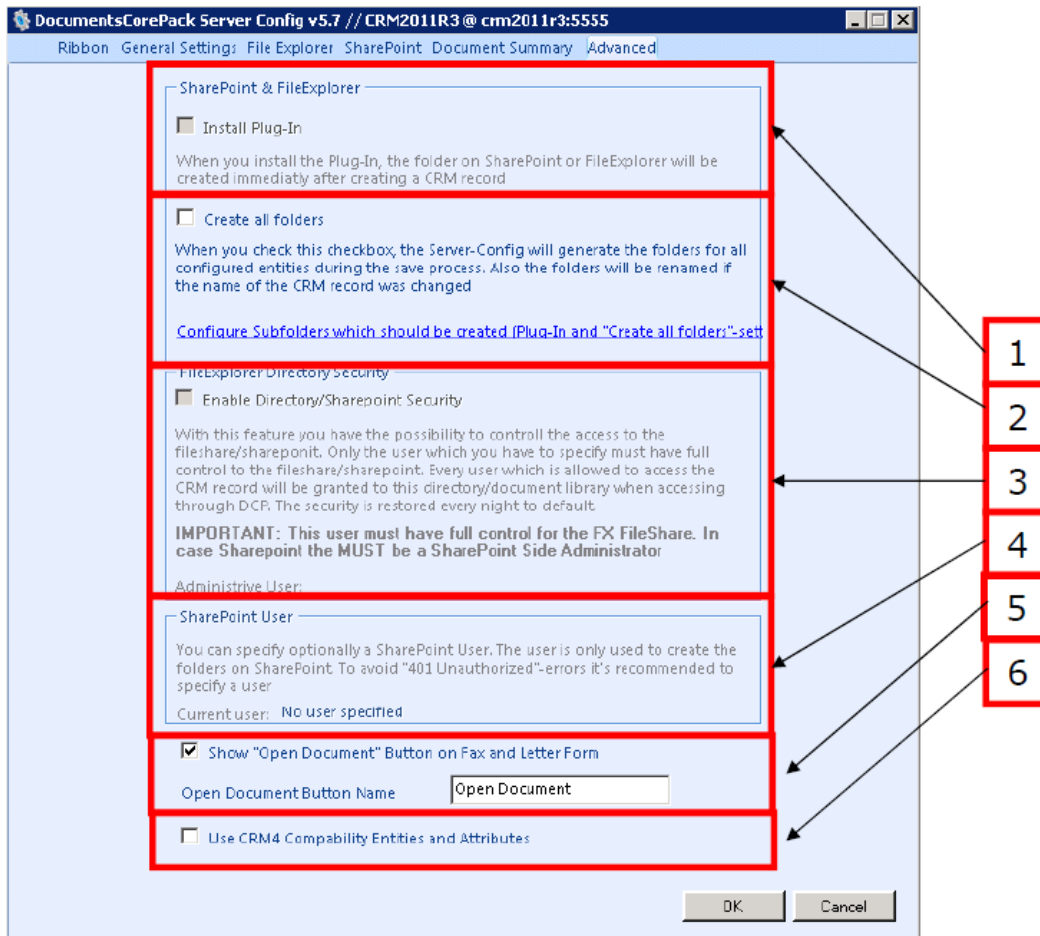 DocumentsCorePack Server Config v5.7 // CRM2011R3 @ crm2011r3:5555
Ribbon General Settings File Explorer SharePoint Document Summary Advanced
SharePoint & FileExplorer
Install Plug-In
When you install the Plug-In, the folder on SharePoint or FileExplorer will be
created immediatly after creating a CRM record
Create all folders
When you check this checkbox, the Server-Config will generate the folders for all
configured entities during the save process. Also the folders will be renamed if
the name of the CRM record was changed
Configure Subfolders which should be created (Plug-In and "Create all folders"-sett
FileExplorer Directory Security
Enable Directory/Sharepoint Security
With this feature you have the possibility to controll the access to the
fileshare/shareponit. Only the user which you have to specify must have full
control to the fileshare/sharepoint. Every user which is allowed to access the
CRM record will be granted to this directory/document library when accessing
through DCP. The security is restored every night to default.
IMPORTANT: This user must have full control for the FX FileShare. In
case Sharepoint the MUST be a SharePoint Side Administrator
Administrive User:
SharePoint User
You can specify optionally a SharePoint User. The user is only used to create the
folders on SharePoint. To avoid "401 Unauthorized"-errors it's recommended to
specify a user
Current user: No user specified
Show "Open Document" Button on Fax and Letter Form
Open Document Button Name Open Document
Use CRM4 Compability Entities and Attributes
OK Cancel
1
2
3
4
5
6